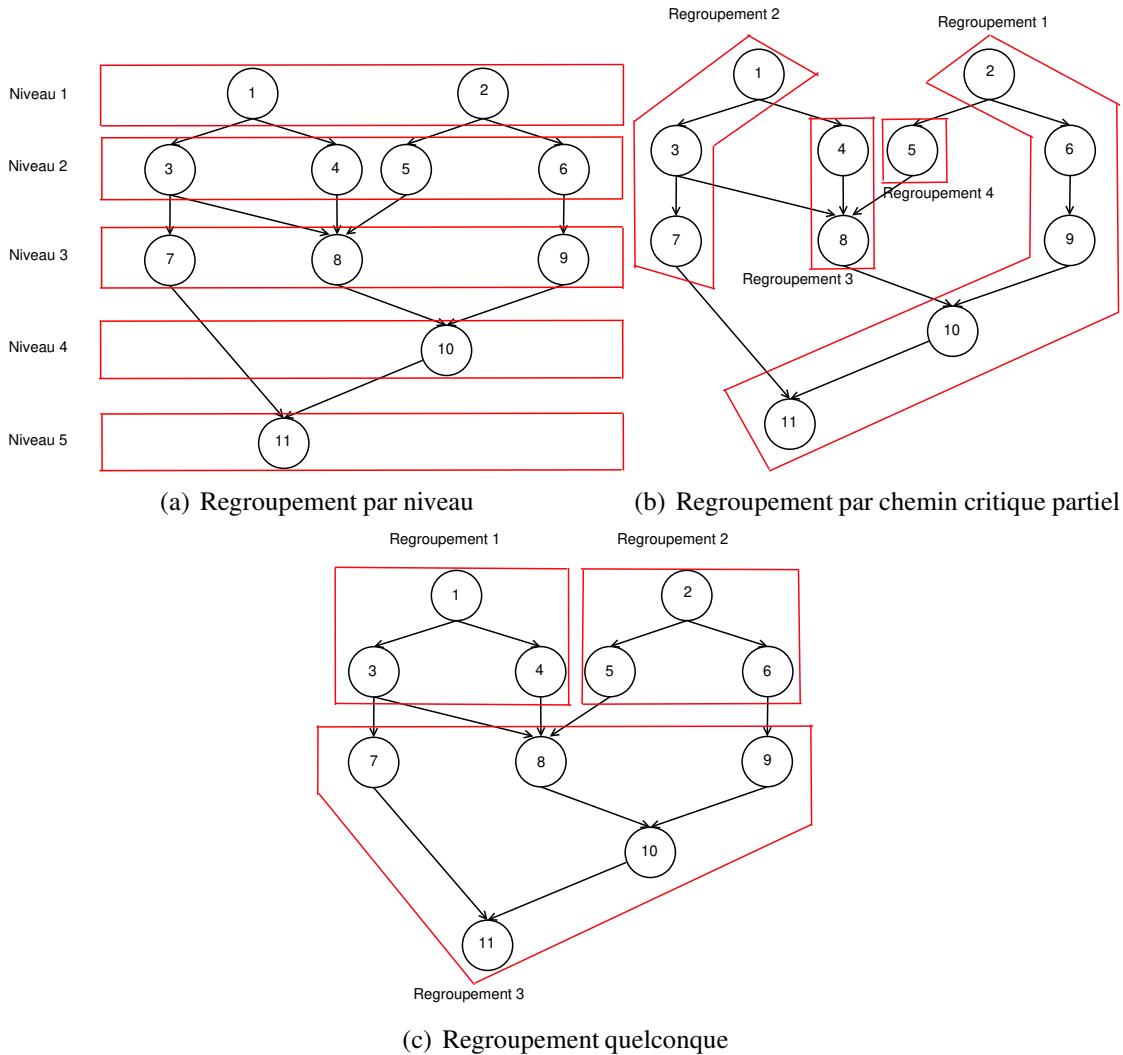 Niveau 1
1
2
Niveau 2
3
4
5
6
Niveau 3
7
8
9
Niveau 4
10
Niveau 5
11
(a) Regroupement par niveau
Regroupement 2
Regroupement 1
1
2
3
4
5
6
Regroupement 4
7
8
9
Regroupement 3
10
11
(b) Regroupement par chemin critique partiel
Regroupement 1
Regroupement 2
1
2
3
4
5
6
7
8
9
10
11
Regroupement 3
(c) Regroupement quelconque